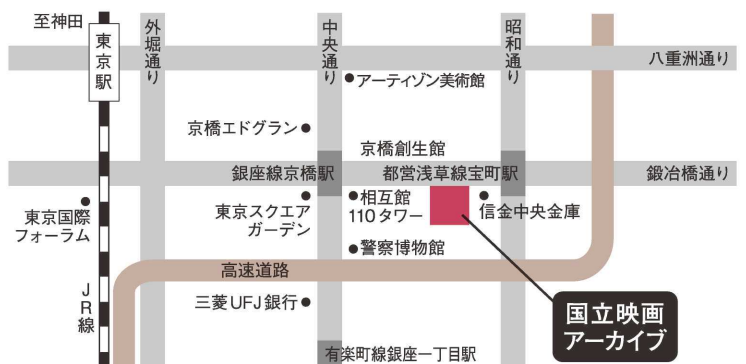 至神田
東京駅
外堀通り
中央通り
昭和通り
八重洲通り
アーティゾン美術館
京橋エドグラン
京橋創生館
銀座線京橋駅
都営浅草線宝町駅
鍛冶橋通り
東京国際
フォーラム
東京スクエア
ガーデン
相互館
110タワー
信金中央金庫
警察博物館
高速道路
JR線
三菱UFJ銀行
国立映画
アーカイブ
有楽町線銀座一丁目駅